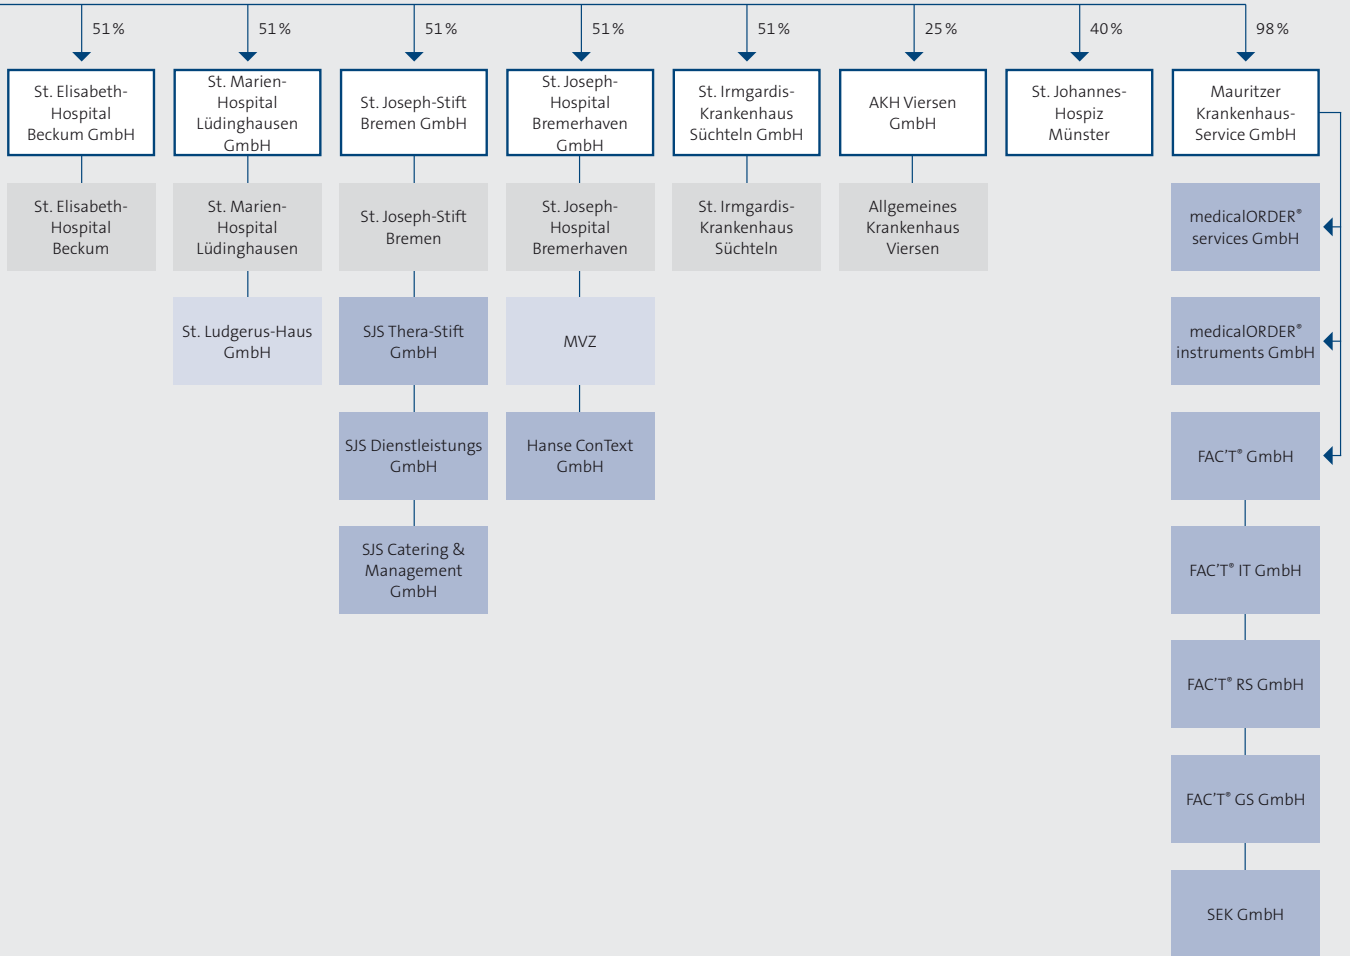 51 %
51 %
51 %
51 %
51 %
25 %
40 %
98 %
St. Elisabeth-
Hospital
Beckum GmbH
St. Marien-
Hospital
Lüdinghausen
GmbH
St. Joseph-Stift
Bremen GmbH
St. Joseph-
Hospital
Bremerhaven
GmbH
St. Irmgardis-
Krankenhaus
Süchteln GmbH
AKH Viersen
GmbH
St. Johannes-
Hospiz
Münster
Mauritzer
Krankenhaus-
Service GmbH
St. Elisabeth-
Hospital
Beckum
St. Marien-
Hospital
Lüdinghausen
St. Joseph-Stift
Bremen
St. Joseph-
Hospital
Bremerhaven
St. Irmgardis-
Krankenhaus
Süchteln
Allgemeines
Krankenhaus
Viersen
medicalORDER®
services GmbH
St. Ludgerus-Haus
GmbH
SJS Thera-Stift
GmbH
MVZ
medicalORDER®
instruments GmbH
SJS Dienstleistungs
GmbH
Hanse ConText
GmbH
FAC’T® GmbH
SJS Catering &
Management
GmbH
FAC’T® IT GmbH
FAC’T® RS GmbH
FAC’T® GS GmbH
SEK GmbH